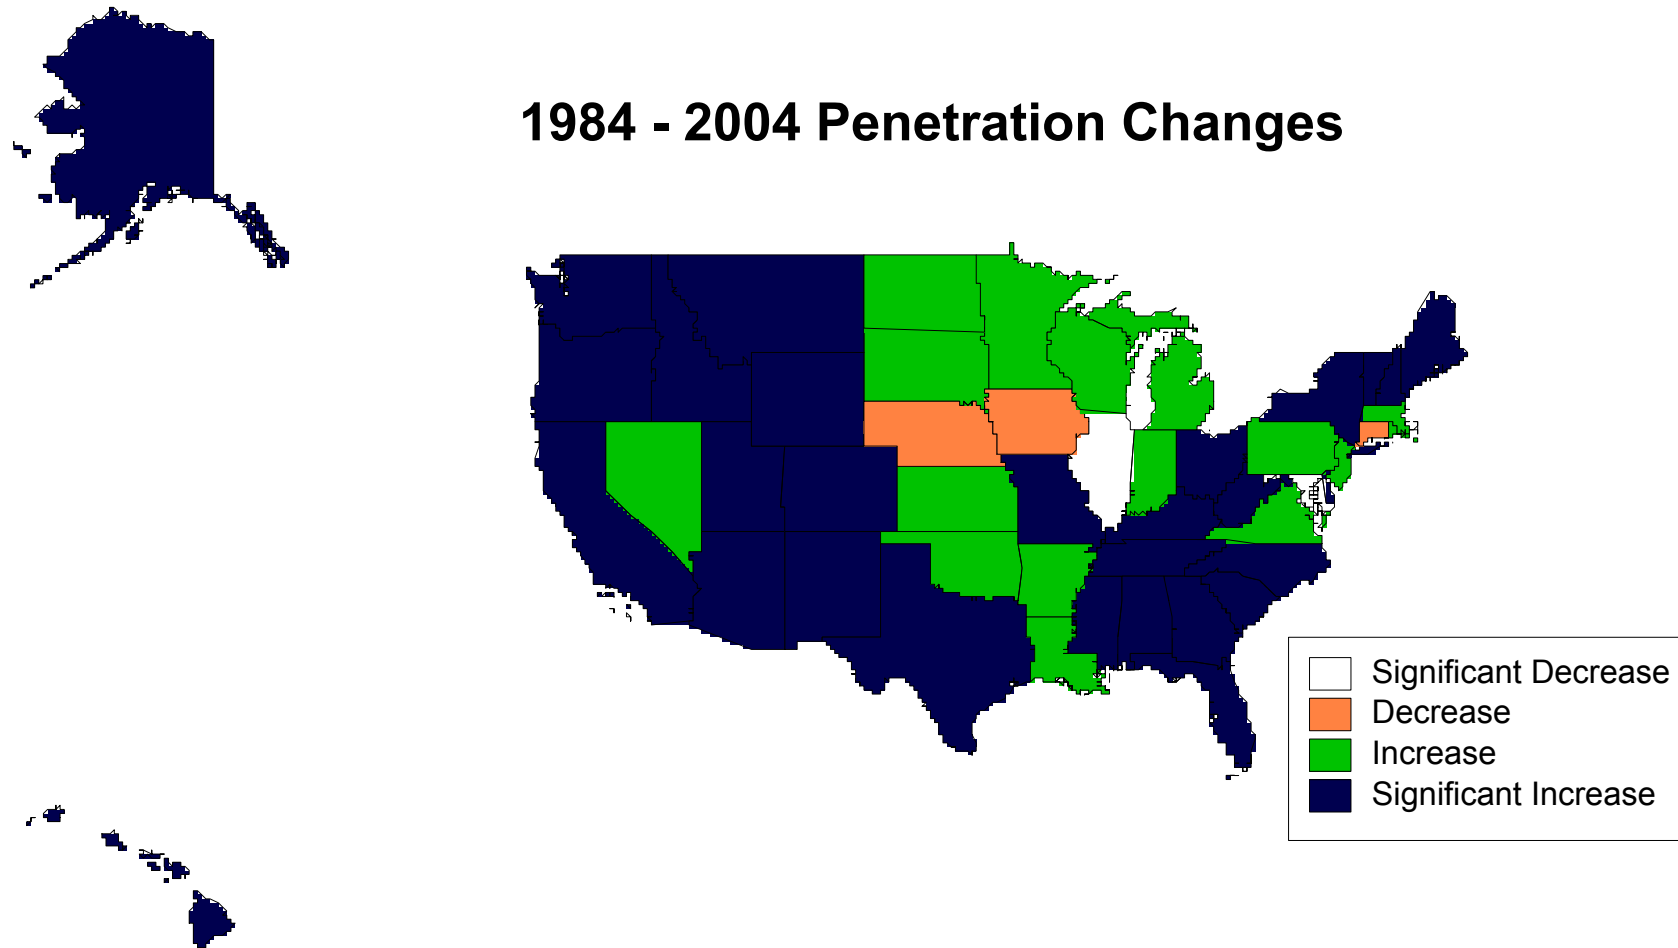 1984 - 2004 Penetration Changes
Significant Decrease
Decrease
Increase
Significant Increase